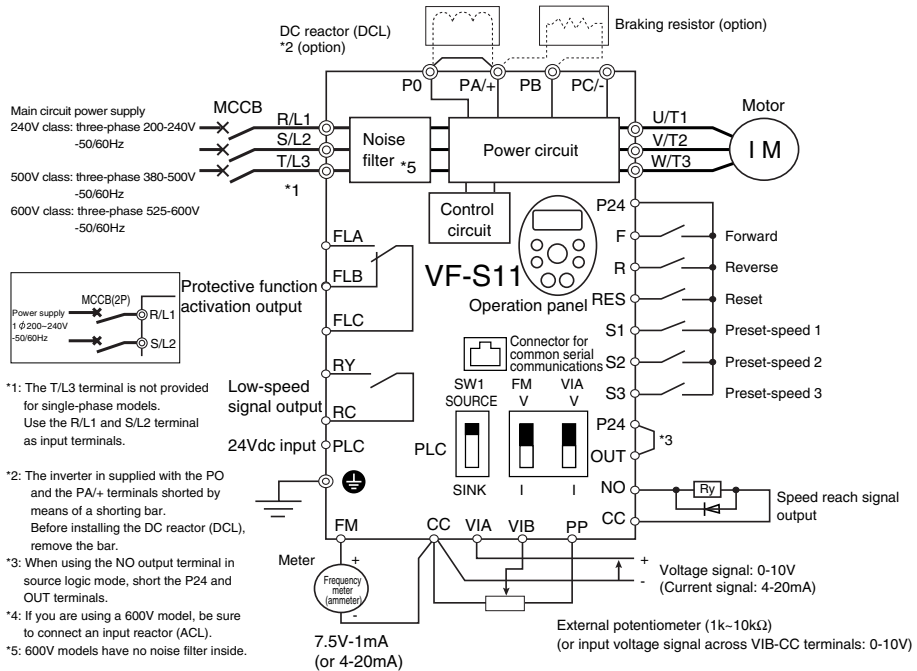 DC reactor (DCL)
*2 (option)
Braking resistor (option)
P0
PA/+
PB
PC/-
Main circuit power supply
240V class: three-phase 200-240V
-50/60Hz
500V class: three-phase 380-500V
-50/60Hz
600V class: three-phase 525-600V
-50/60Hz
MCCB
R/L1
S/L2
T/L3
*1
Noise
filter *5
Power circuit
Control
circuit
U/T1
V/T2
W/T3
Motor
I M
MCCB(2P)
Power supply
1ϕ200~240V
-50/60Hz
R/L1
S/L2
Protective function
activation output
FLA
FLB
FLC
VF-S11
Operation panel
P24
F
Forward
R
Reverse
RES
Reset
S1
Preset-speed 1
S2
Preset-speed 2
S3
Preset-speed 3
Connector for
common serial
communications
Low-speed
signal output
RY
RC
24Vdc input
PLC
SW1
SOURCE
PLC
SINK
FM
V
I
VIA
V
I
P24
OUT
*3
NO
CC
Ry
Speed reach signal
output
FM
CC
VIA
VIB
PP
Meter
+
Frequency
meter
(ammeter)
-
7.5V-1mA
(or 4-20mA)
+
-
Voltage signal: 0-10V
(Current signal: 4-20mA)
External potentiometer (1k~10kΩ)
(or input voltage signal across VIB-CC terminals: 0-10V)
*1: The T/L3 terminal is not provided
for single-phase models.
Use the R/L1 and S/L2 terminal
as input terminals.
*2: The inverter in supplied with the PO
and the PA/+ terminals shorted by
means of a shorting bar.
Before installing the DC reactor (DCL),
remove the bar.
*3: When using the NO output terminal in
source logic mode, short the P24 and
OUT terminals.
*4: If you are using a 600V model, be sure
to connect an input reactor (ACL).
*5: 600V models have no noise filter inside.